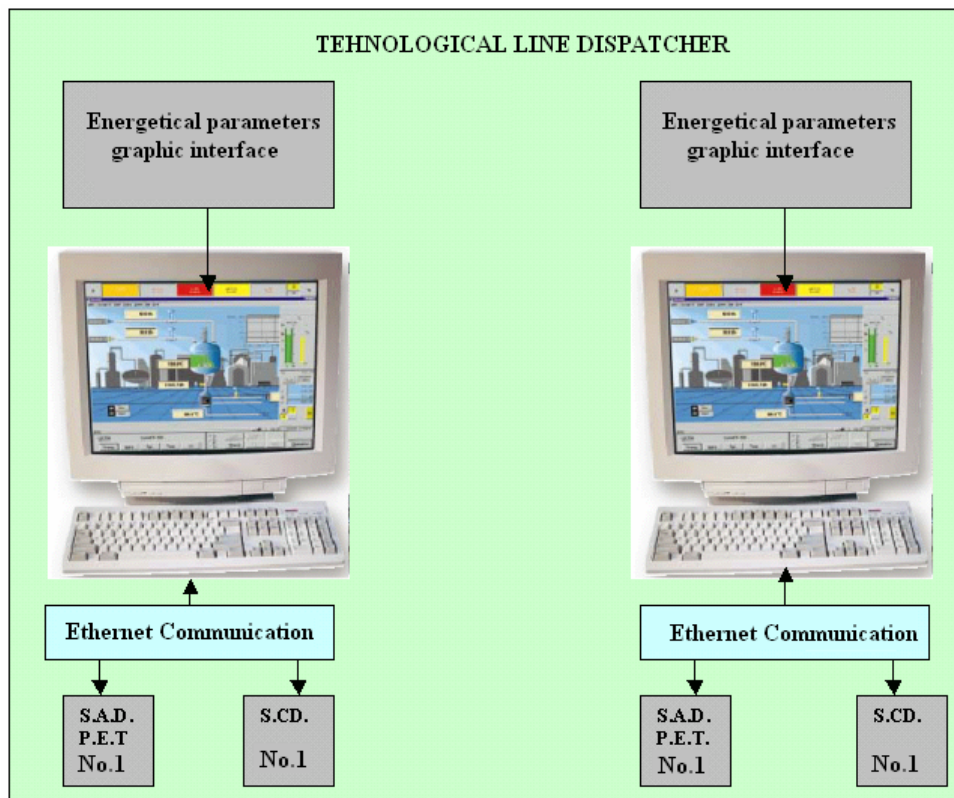 TEHNOLOGICAL LINE DISPATCHER
Energetical parameters
graphic interface
Energetical parameters
graphic interface
Ethernet Communication
Ethernet Communication
S.A.D.
P.E.T
No.1
S.CD.
No.1
S.A.D.
P.E.T.
No.1
S.CD.
No.1